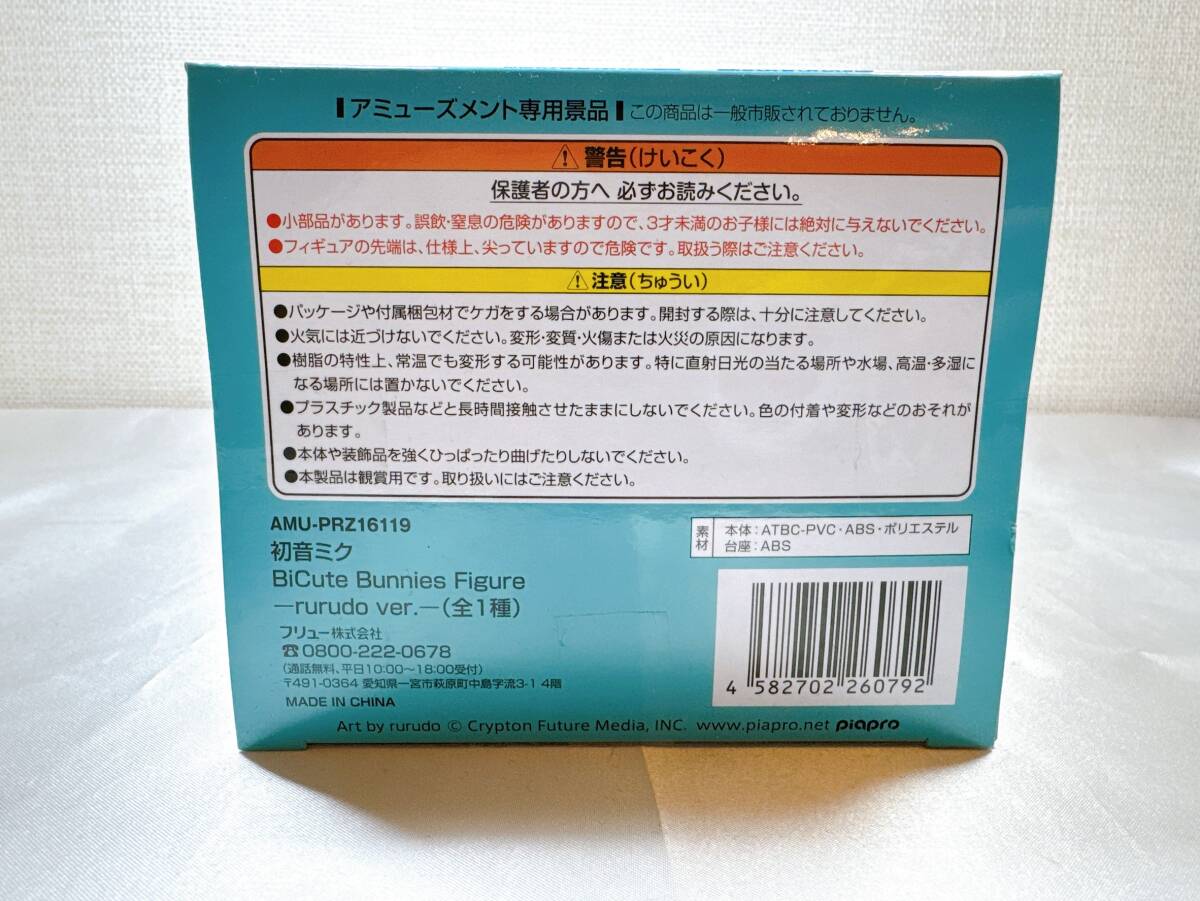 アミューズメント専用景品 この商品は一般市販されておりません。
⚠警告(けいこく)
保護者の方へ 必ずお読みください。
●小部品があります。誤飲・窒息の危険がありますので、3才未満のお子様には絶対に与えないでください。
●フィギュアの先端は、仕様上、尖っていますので危険です。取扱う際はご注意ください。
⚠注意(ちゅうい)
●パッケージや付属梱包材でケガをする場合があります。開封する際は、十分に注意してください。
●火気には近づけないでください。変形・変質・火傷または火災の原因になります。
●樹脂の特性上、常温でも変形する可能性があります。特に直射日光の当たる場所や水場、高温・多湿に
なる場所には置かないでください。
●プラスチック製品などと長時間接触させたままにしないでください。色の付着や変形などのおそれが
あります。
●本体や装飾品を強くひっぱったり曲げたりしないでください。
●本製品は観賞用です。取り扱いにはご注意ください。
AMU-PRZ16119
初音ミク
BiCute Bunnies Figure
―rurudo ver.―(全1種)
フリュー株式会社
☎0800-222-0678
(通話無料、平日10:00〜18:00受付)
〒491-0364 愛知県一宮市萩原町中島字流3-1 4階
MADE IN CHINA
素材
本体:ATBC-PVC・ABS・ポリエステル
台座:ABS
4 582702 260792
Art by rurudo © Crypton Future Media, INC. www.piapro.net piapro